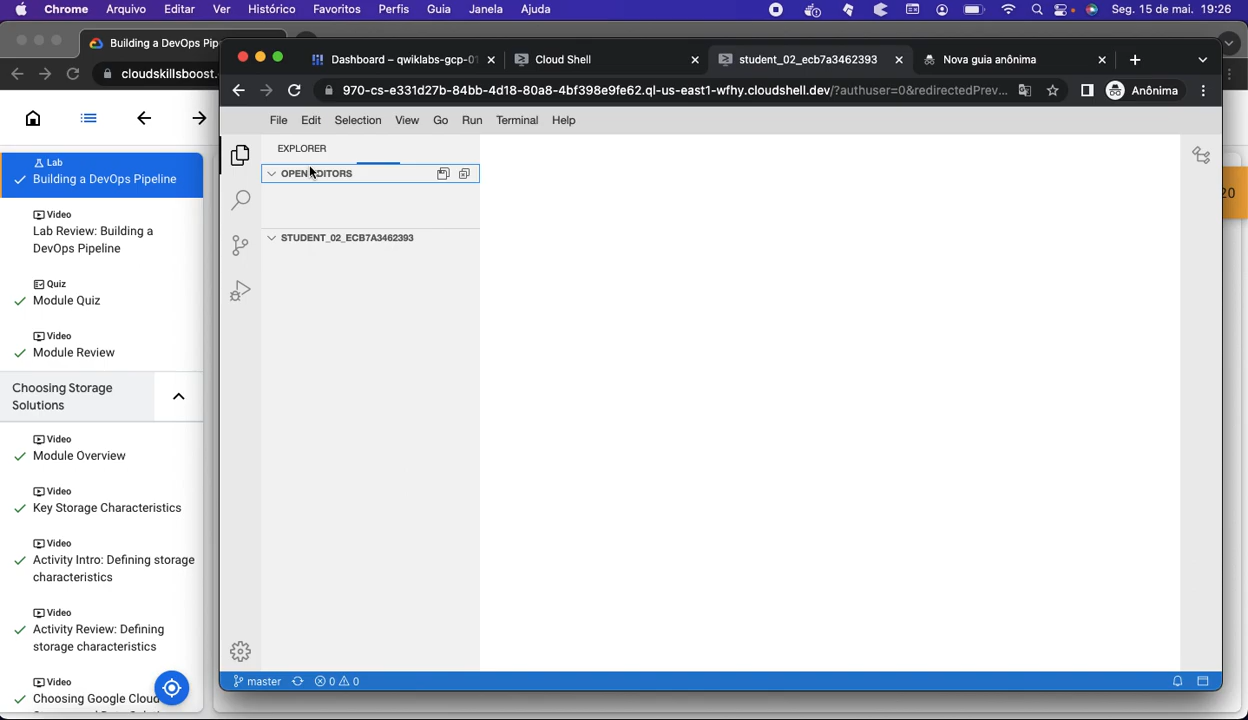 Chrome Arquivo Editar Ver Histórico Favoritos Perfis Guia Janela Ajuda Seg. 15 de mai. 19:26
Building a DevOps Pip
cloudskillsboost.
Dashboard – qwiklabs-gcp-0
Cloud Shell
student_02_ecb7a3462393
Nova guia anônima
970-cs-e331d27b-84bb-4d18-80a8-4bf398e9fe62.ql-us-east1-wfhy.cloudshell.dev/?authuser=0&redirectedPrev...
Anônima
File Edit Selection View Go Run Terminal Help
EXPLORER
OPEN EDITORS
STUDENT_02_ECB7A3462393
master
0 0
Lab
Building a DevOps Pipeline
Video
Lab Review: Building a
DevOps Pipeline
Quiz
Module Quiz
Video
Module Review
Choosing Storage
Solutions
Video
Module Overview
Video
Key Storage Characteristics
Video
Activity Intro: Defining storage
characteristics
Video
Activity Review: Defining
storage characteristics
Video
Choosing Google Cloud
20